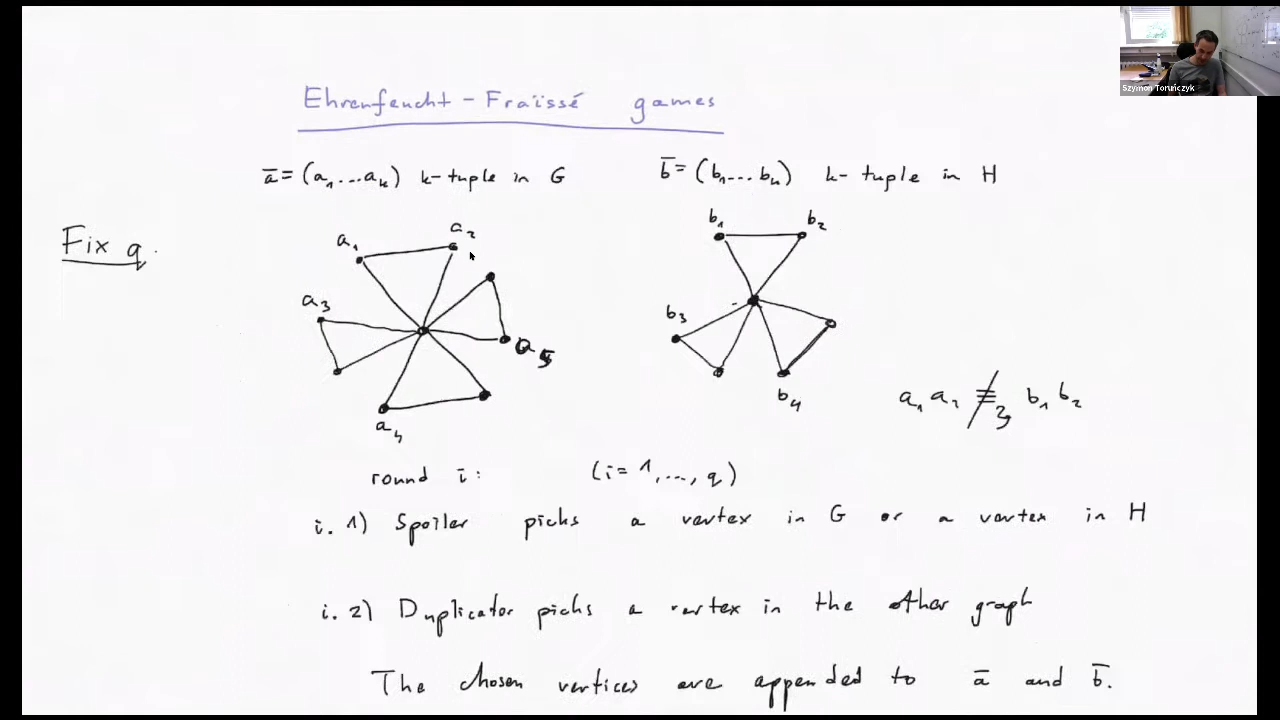 Szymon Toruńczyk
Ehrenfeucht-Fraïssé games
a̅ = (a₁...aₖ) k-tuple in G
b̅ = (b₁...bₖ) k-tuple in H
Fix q.
a₁
a₂
a₃
a₄
a₅
b₁
b₂
b₃
b₄
a₁ a₂ ≢₃ b₁ b₂
round i: (i = 1,..., q)
i. 1) Spoiler picks a vertex in G or a vertex in H
i. 2) Duplicator picks a vertex in the other graph
The chosen vertices are appended to a̅ and b̅.